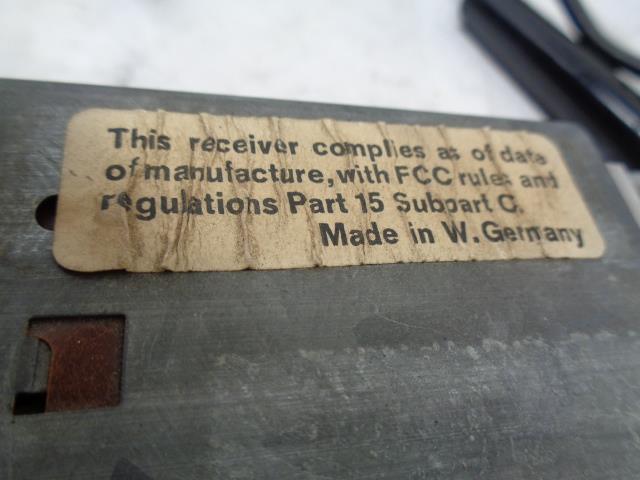 This receiver complies as of date
of manufacture, with FCC rules and
regulations Part 15 Subpart C.
Made in W. Germany